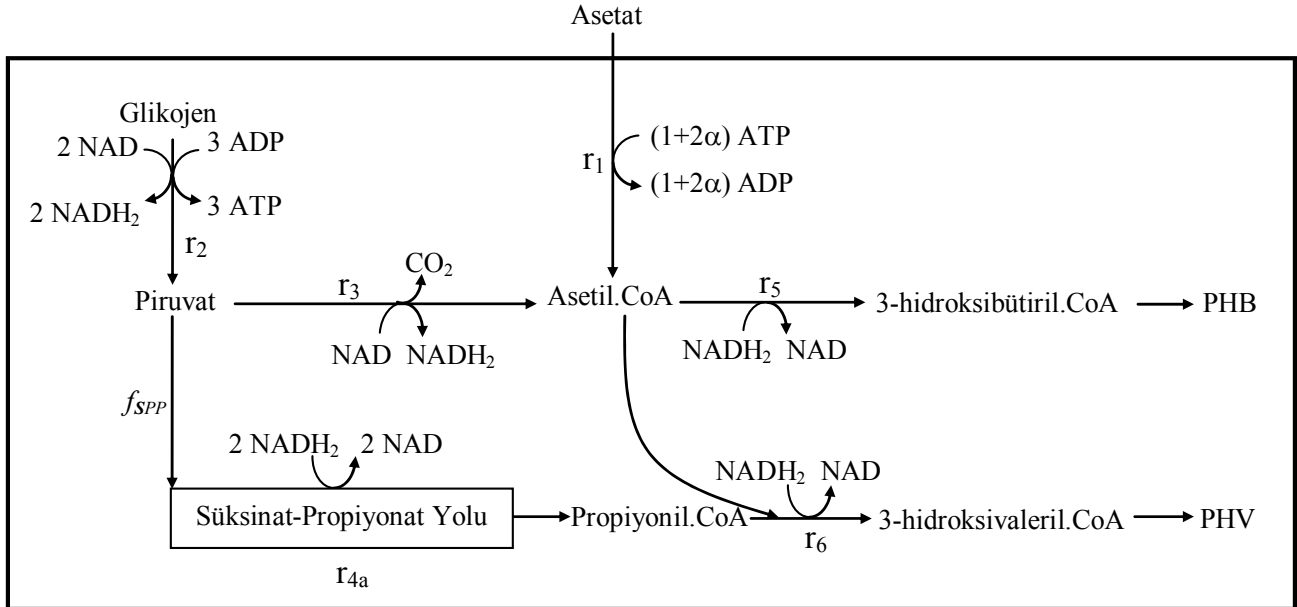 Asetat
Glikojen
2 NAD
3 ADP
2 NADH₂
3 ATP
r₂
(1+2α) ATP
r₁
(1+2α) ADP
Piruvat
r₃
CO₂
NAD NADH₂
Asetil.CoA
r₅
NADH₂ NAD
3-hidroksibütiril.CoA
PHB
fSPP
2 NADH₂ 2 NAD
Süksinat-Propiyonat Yolu
r₄ₐ
Propiyonil.CoA
NADH₂ NAD
r₆
3-hidroksivaleril.CoA
PHV